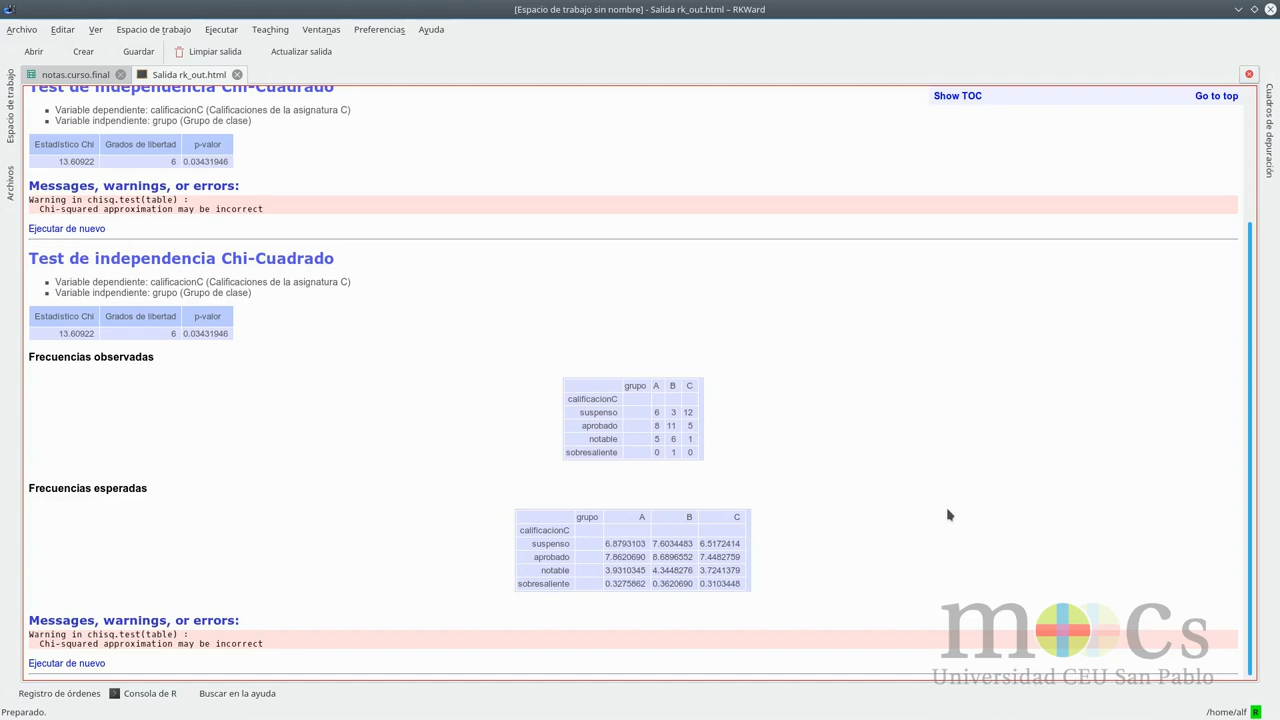 [Espacio de trabajo sin nombre] - Salida rk_out.html – RKWard
Archivo Editar Ver Espacio de trabajo Ejecutar Teaching Ventanas Preferencias Ayuda
Abrir Crear Guardar Limpiar salida Actualizar salida
notas.curso.final Salida rk_out.html
Espacio de trabajo
Archivos
Cuadros de depuración
Show TOC Go to top
Test de independencia Chi-Cuadrado
Variable dependiente: calificacionC (Calificaciones de la asignatura C)
Variable indpendiente: grupo (Grupo de clase)
Estadístico Chi Grados de libertad p-valor
13.60922 6 0.03431946
Messages, warnings, or errors:
Warning in chisq.test(table) :
Chi-squared approximation may be incorrect
Ejecutar de nuevo
Test de independencia Chi-Cuadrado
Variable dependiente: calificacionC (Calificaciones de la asignatura C)
Variable indpendiente: grupo (Grupo de clase)
Estadístico Chi Grados de libertad p-valor
13.60922 6 0.03431946
Frecuencias observadas
grupo A B C
calificacionC
suspenso 6 3 12
aprobado 8 11 5
notable 5 6 1
sobresaliente 0 1 0
Frecuencias esperadas
grupo A B C
calificacionC
suspenso 6.8793103 7.6034483 6.5172414
aprobado 7.8620690 8.6896552 7.4482759
notable 3.9310345 4.3448276 3.7241379
sobresaliente 0.3275862 0.3620690 0.3103448
Messages, warnings, or errors:
Warning in chisq.test(table) :
Chi-squared approximation may be incorrect
Ejecutar de nuevo
moocs
Universidad CEU San Pablo
Registro de órdenes Consola de R Buscar en la ayuda
Preparado. /home/alf R